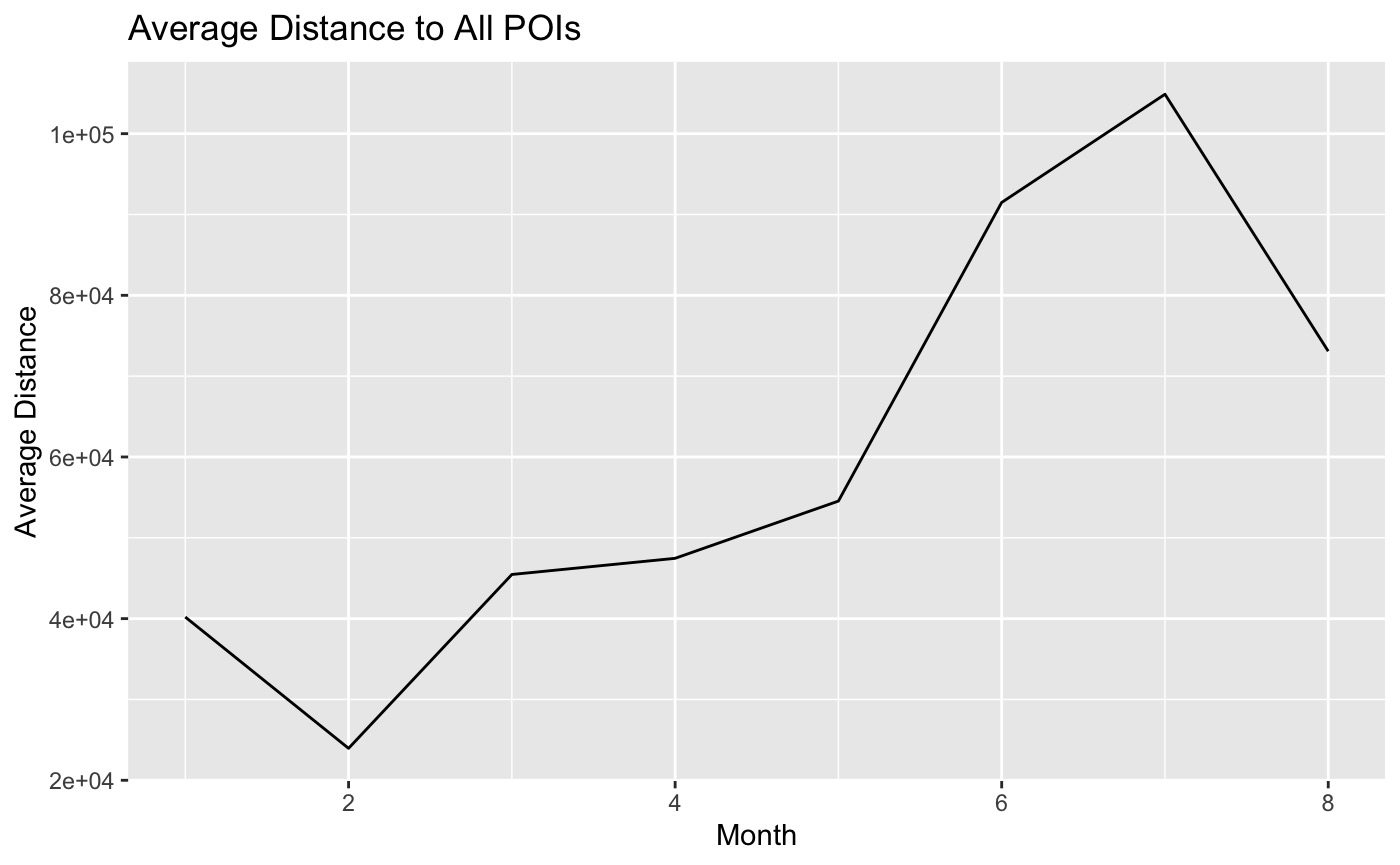 Average Distance to All POIs
Average Distance
1e+05
8e+04
6e+04
4e+04
2e+04
2 4 6 8
Month